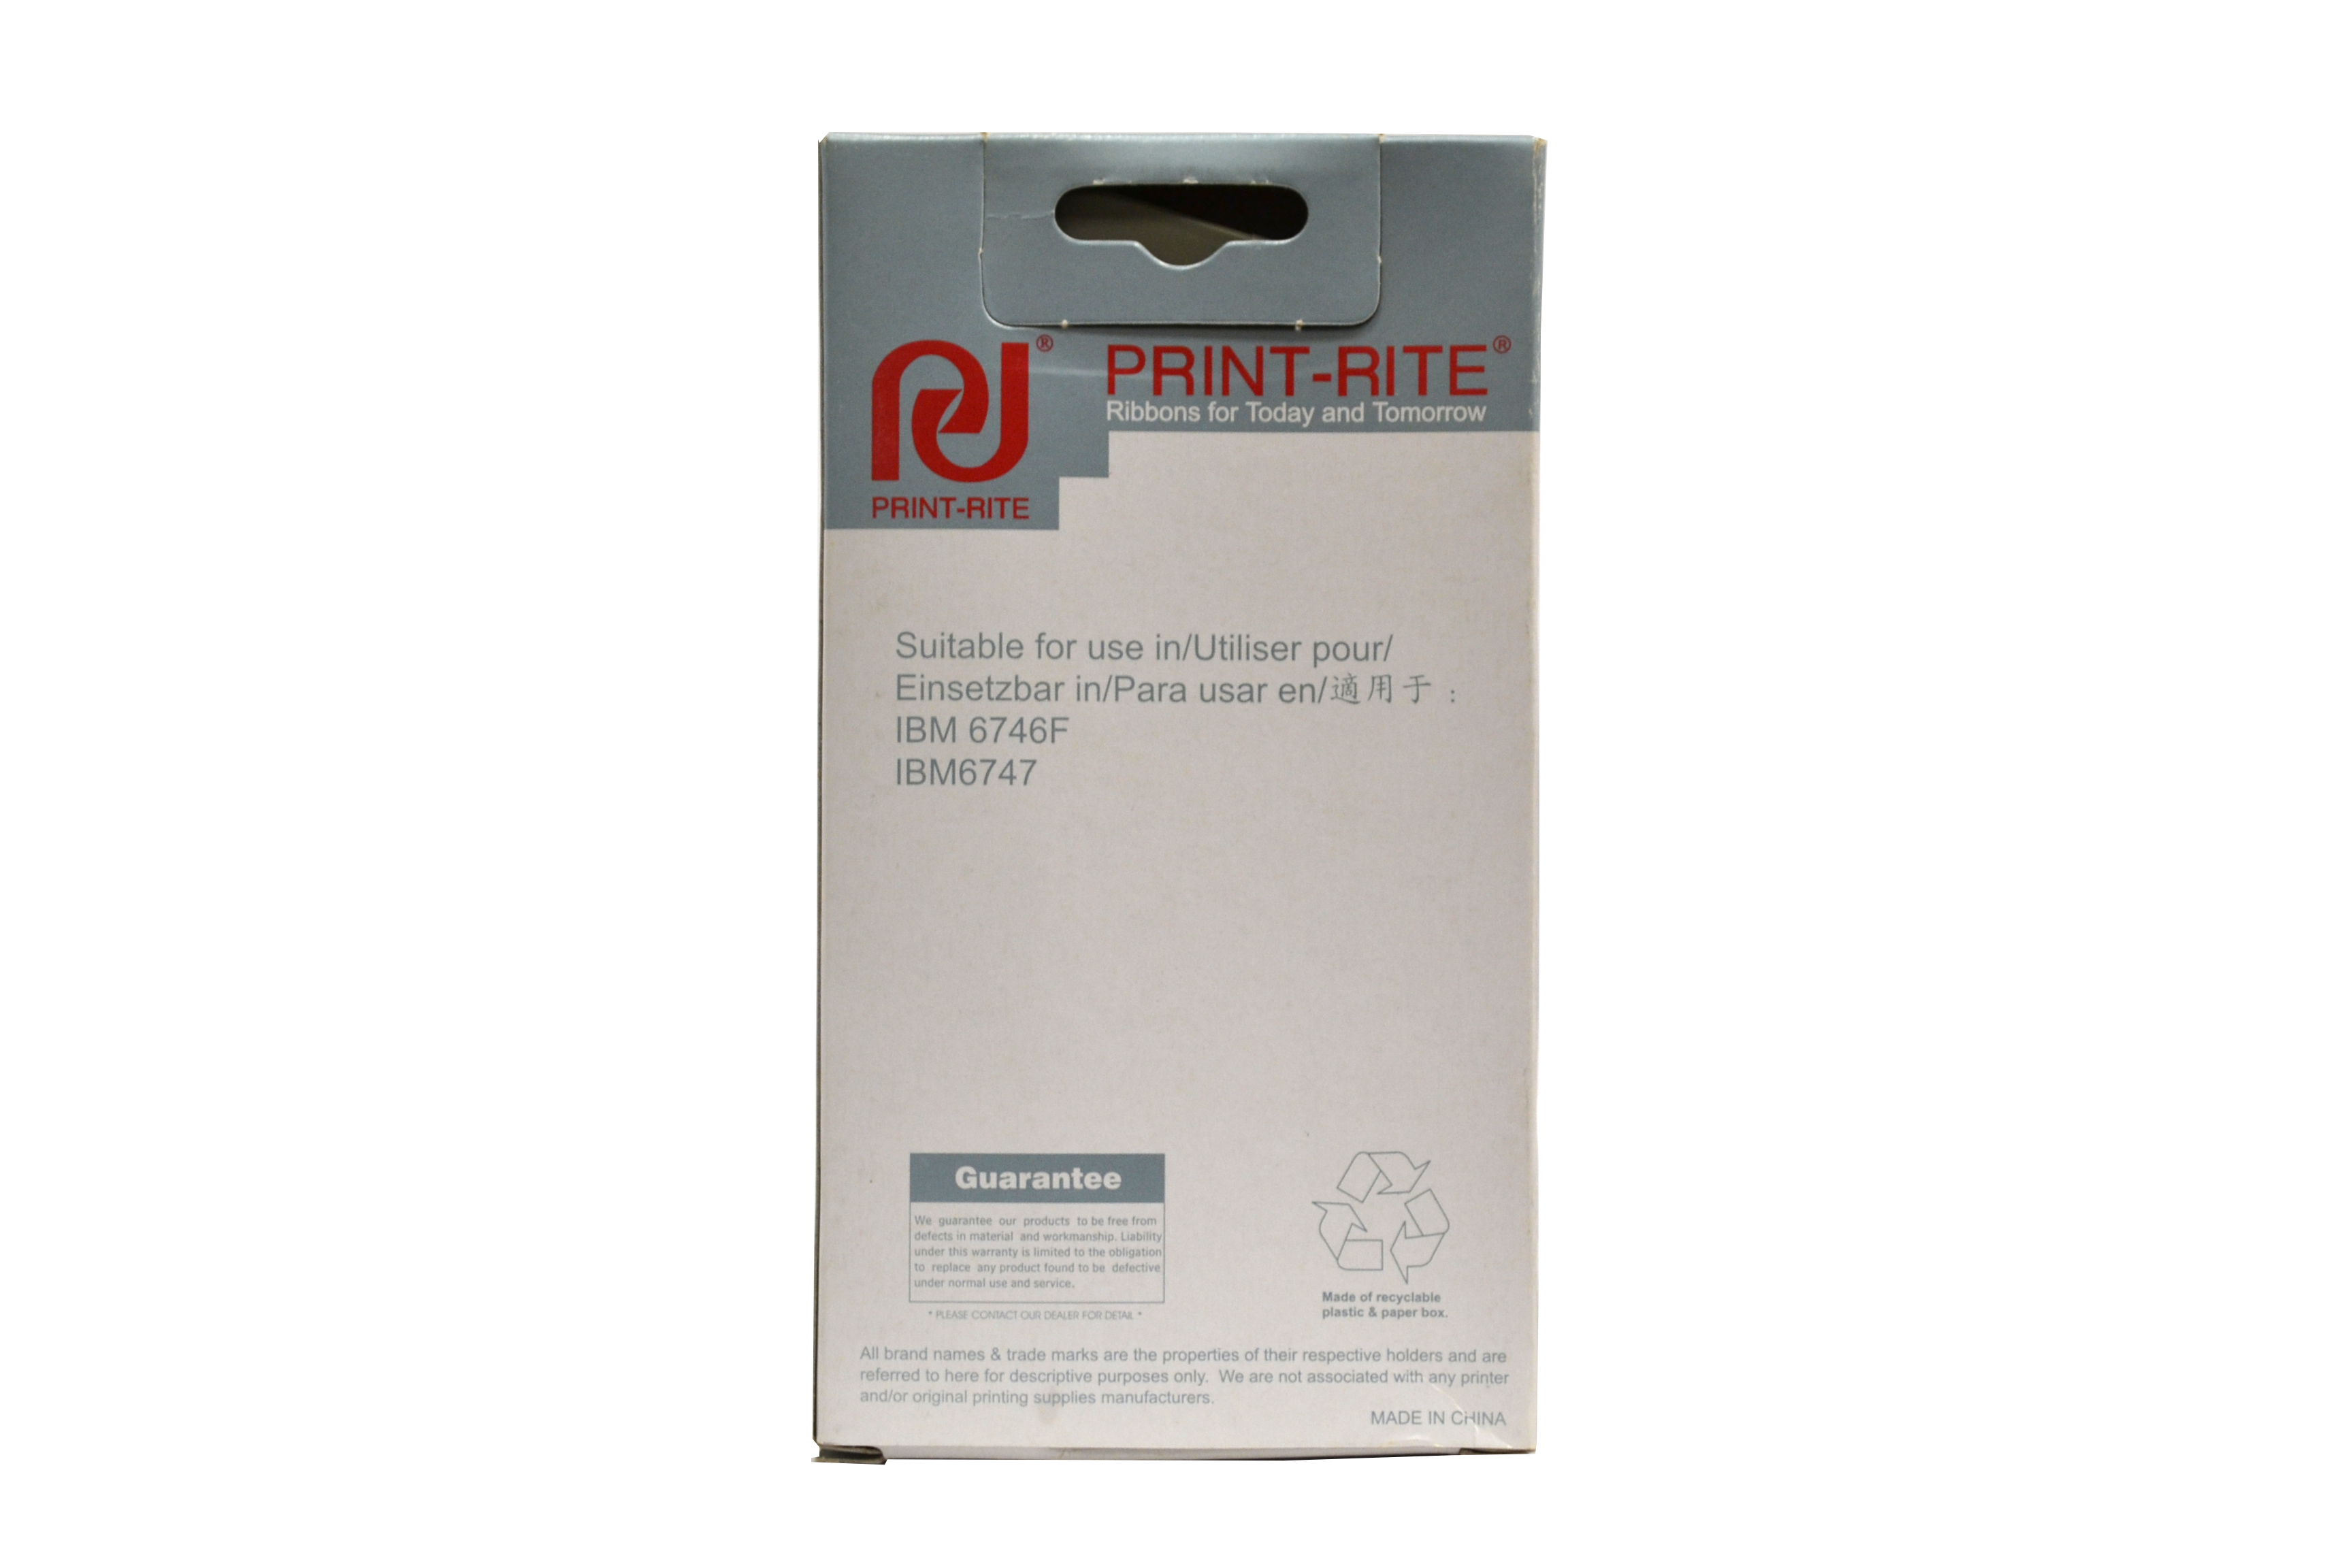 ®
PRINT-RITE®
Ribbons for Today and Tomorrow
PRINT-RITE
Suitable for use in/Utiliser pour/
Einsetzbar in/Para usar en/適用于：
IBM 6746F
IBM6747
Guarantee
We guarantee our products to be free from
defects in material and workmanship. Liability
under this warranty is limited to the obligation
to replace any product found to be defective
under normal use and service.
* PLEASE CONTACT OUR DEALER FOR DETAIL *
Made of recyclable
plastic & paper box.
All brand names & trade marks are the properties of their respective holders and are
referred to here for descriptive purposes only. We are not associated with any printer
and/or original printing supplies manufacturers.
MADE IN CHINA